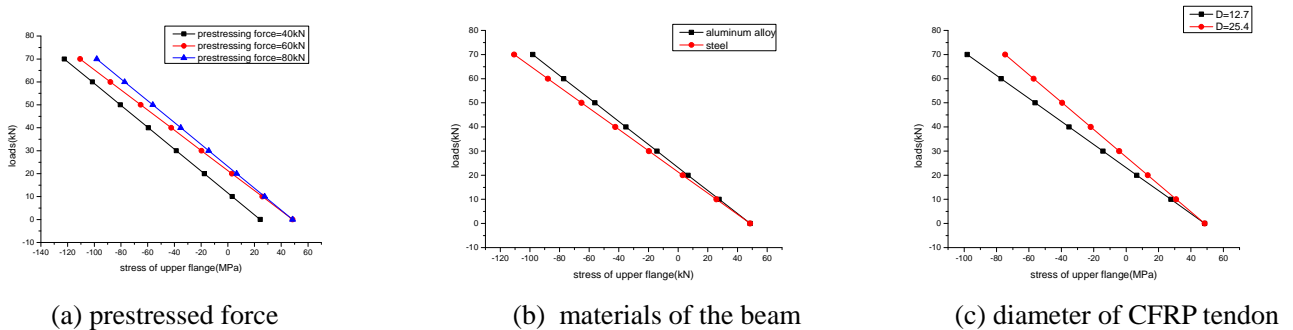 prestressing force=40kN
prestressing force=60kN
prestressing force=80kN
80
70
60
50
40
30
20
10
0
-10
loads(kN)
-140 -120 -100 -80 -60 -40 -20 0 20 40 60
stress of upper flange(MPa)
(a) prestressed force
aluminum alloy
steel
80
70
60
50
40
30
20
10
0
-10
loads(kN)
-120 -100 -80 -60 -40 -20 0 20 40 60
stress of upper flange(kN)
(b) materials of the beam
D=12.7
D=25.4
80
70
60
50
40
30
20
10
0
-10
loads(kN)
-100 -80 -60 -40 -20 0 20 40 60
stress of upper flange(MPa)
(c) diameter of CFRP tendon